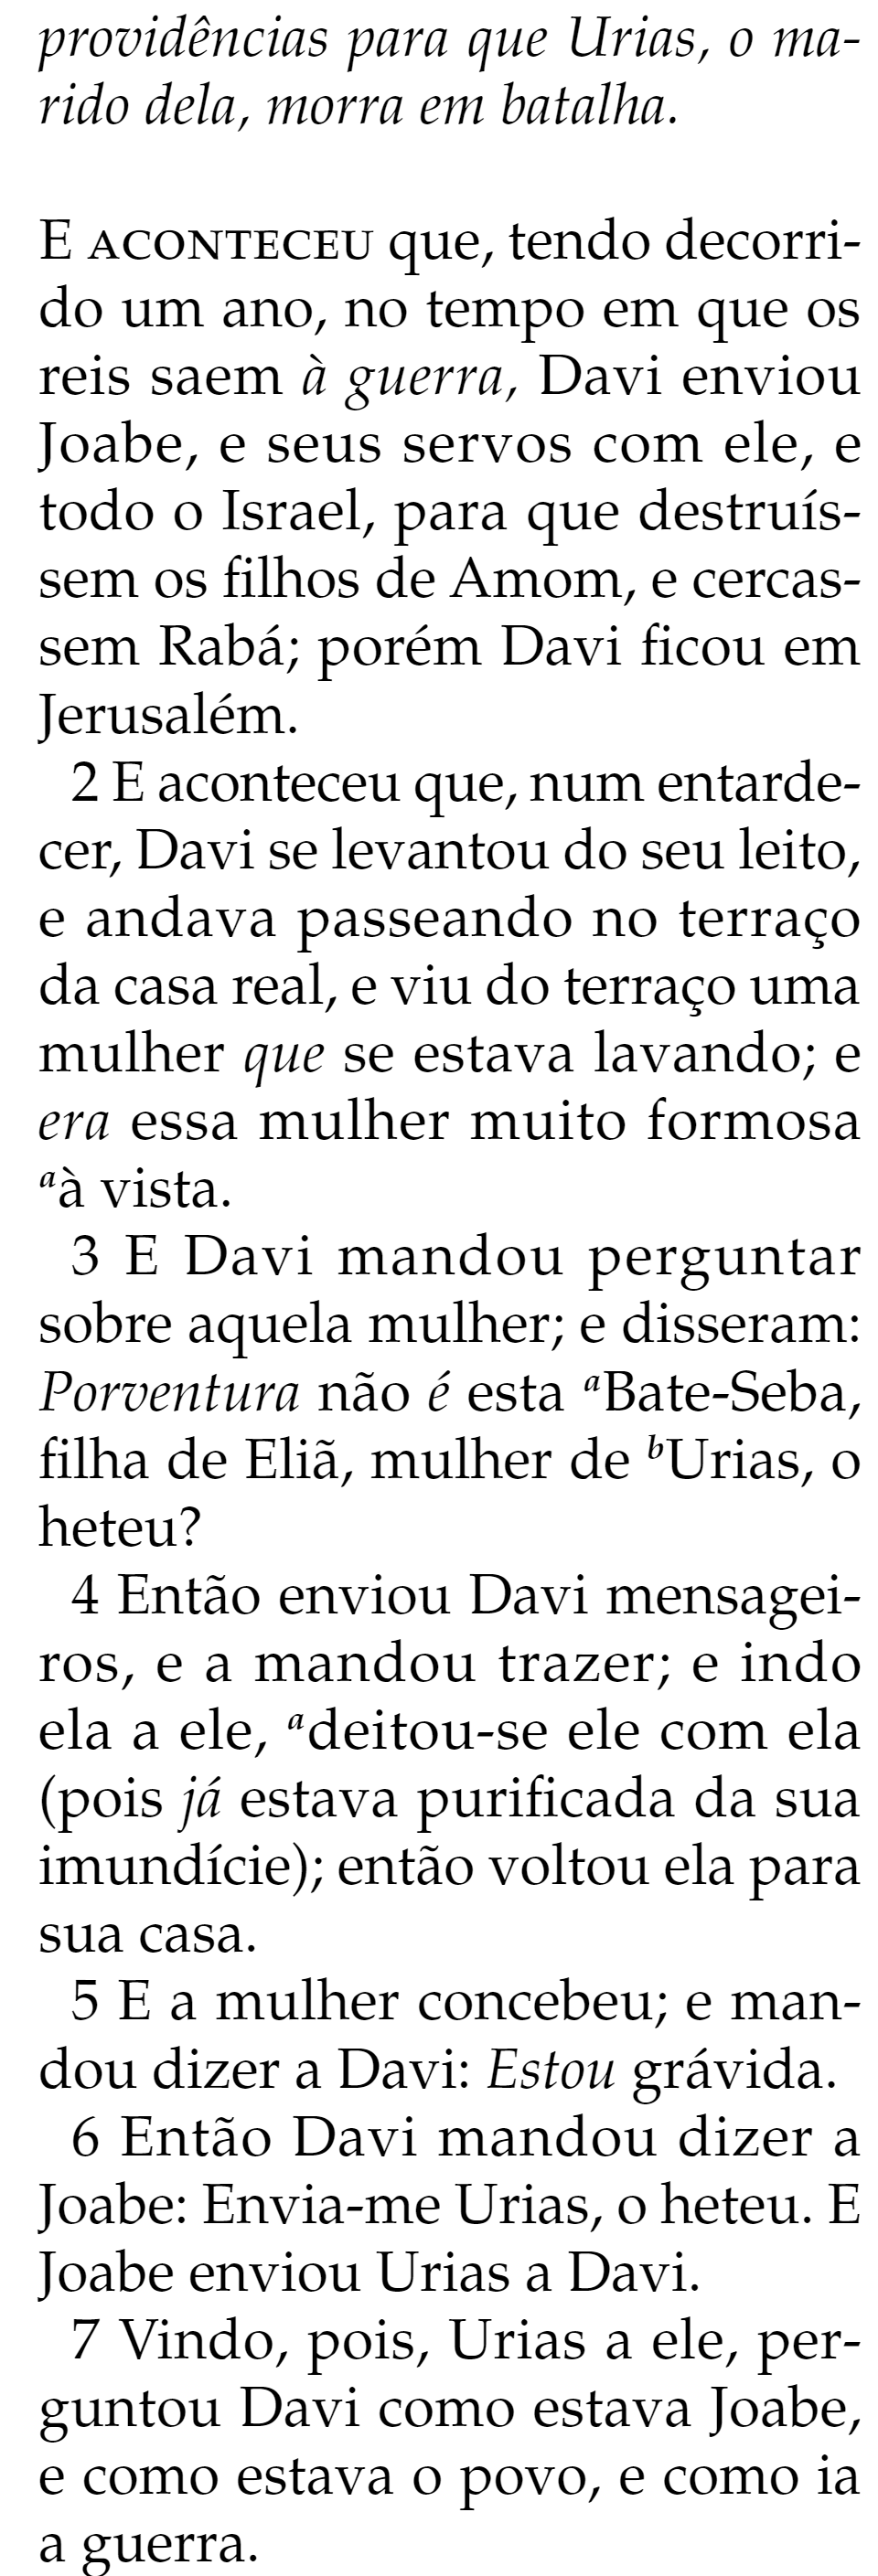 providências para que Urias, o ma-
rido dela, morra em batalha.
E ACONTECEU que, tendo decorri-
do um ano, no tempo em que os
reis saem à guerra, Davi enviou
Joabe, e seus servos com ele, e
todo o Israel, para que destruís-
sem os filhos de Amom, e cercas-
sem Rabá; porém Davi ficou em
Jerusalém.
2 E aconteceu que, num entarde-
cer, Davi se levantou do seu leito,
e andava passeando no terraço
da casa real, e viu do terraço uma
mulher que se estava lavando; e
era essa mulher muito formosa
ᵃà vista.
3 E Davi mandou perguntar
sobre aquela mulher; e disseram:
Porventura não é esta ᵃBate-Seba,
filha de Eliã, mulher de ᵇUrias, o
heteu?
4 Então enviou Davi mensagei-
ros, e a mandou trazer; e indo
ela a ele, ᵃdeitou-se ele com ela
(pois já estava purificada da sua
imundície); então voltou ela para
sua casa.
5 E a mulher concebeu; e man-
dou dizer a Davi: Estou grávida.
6 Então Davi mandou dizer a
Joabe: Envia-me Urias, o heteu. E
Joabe enviou Urias a Davi.
7 Vindo, pois, Urias a ele, per-
guntou Davi como estava Joabe,
e como estava o povo, e como ia
a guerra.